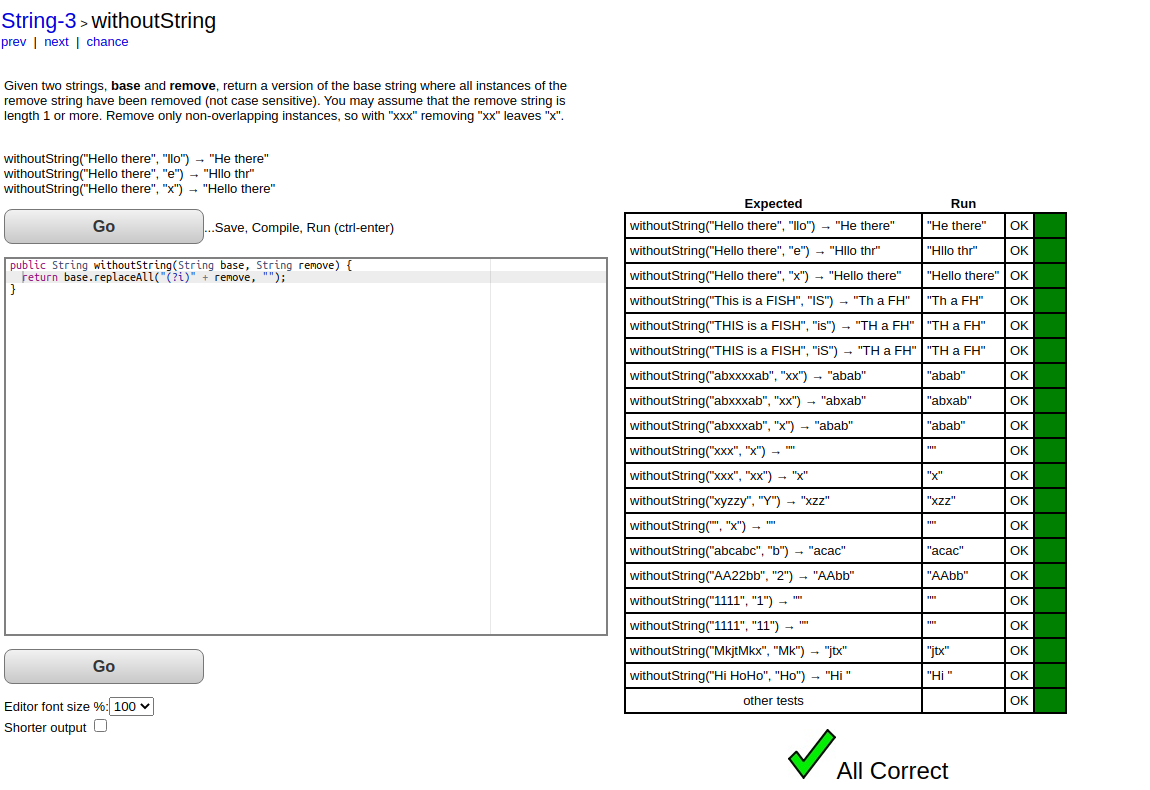 String-3 > withoutString
prev | next | chance
Given two strings, base and remove, return a version of the base string where all instances of the
remove string have been removed (not case sensitive). You may assume that the remove string is
length 1 or more. Remove only non-overlapping instances, so with "xxx" removing "xx" leaves "x".
withoutString("Hello there", "llo") → "He there"
withoutString("Hello there", "e") → "Hllo thr"
withoutString("Hello there", "x") → "Hello there"
Go ...Save, Compile, Run (ctrl-enter)
public String withoutString(String base, String remove) {
return base.replaceAll("(?i)" + remove, "");
}
Go
Editor font size %: 100
Shorter output
Expected Run
withoutString("Hello there", "llo") → "He there" "He there" OK
withoutString("Hello there", "e") → "Hllo thr" "Hllo thr" OK
withoutString("Hello there", "x") → "Hello there" "Hello there" OK
withoutString("This is a FISH", "IS") → "Th a FH" "Th a FH" OK
withoutString("THIS is a FISH", "is") → "TH a FH" "TH a FH" OK
withoutString("THIS is a FISH", "iS") → "TH a FH" "TH a FH" OK
withoutString("abxxxxab", "xx") → "abab" "abab" OK
withoutString("abxxxab", "xx") → "abxab" "abxab" OK
withoutString("abxxxab", "x") → "abab" "abab" OK
withoutString("xxx", "x") → "" "" OK
withoutString("xxx", "xx") → "x" "x" OK
withoutString("xyzzy", "Y") → "xzz" "xzz" OK
withoutString("", "x") → "" "" OK
withoutString("abcabc", "b") → "acac" "acac" OK
withoutString("AA22bb", "2") → "AAbb" "AAbb" OK
withoutString("1111", "1") → "" "" OK
withoutString("1111", "11") → "" "" OK
withoutString("MkjtMkx", "Mk") → "jtx" "jtx" OK
withoutString("Hi HoHo", "Ho") → "Hi " "Hi " OK
other tests OK
All Correct